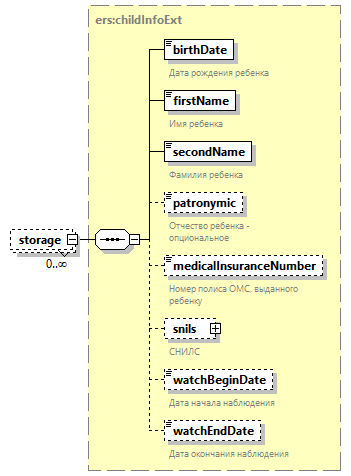 ers:childInfoExt
birthDate
Дата рождения ребенка
firstName
Имя ребенка
secondName
Фамилия ребенка
patronymic
Отчество ребенка -
опциональное
storage
0..∞
medicalInsuranceNumber
Номер полиса ОМС, выданного
ребенку
snils
СНИЛС
watchBeginDate
Дата начала наблюдения
watchEndDate
Дата окончания наблюдения